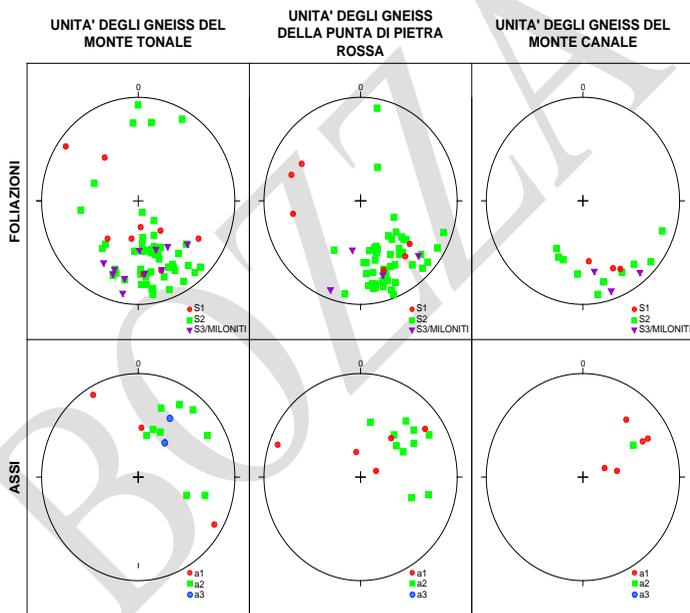 UNITA' DEGLI GNEISS DEL
MONTE TONALE
UNITA' DEGLI GNEISS
DELLA PUNTA DI PIETRA
ROSSA
UNITA' DEGLI GNEISS DEL
MONTE CANALE
FOLIAZIONI
0
0
0
S1
S2
S3/MILONITI
S1
S2
S3/MILONITI
S1
S2
S3/MILONITI
ASSI
0
0
0
a1
a2
a3
a1
a2
a3
a1
a2
a3
BOZZA